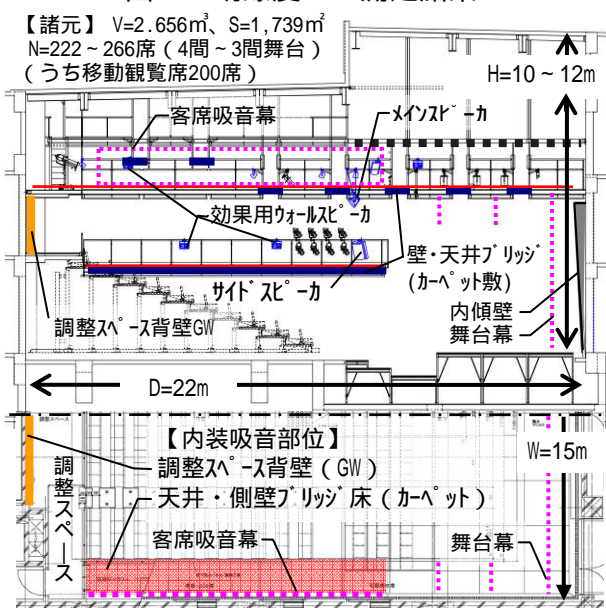 【諸元】 V=2.656㎥、S=1,739㎡
N=222～266席（4間～3間舞台）
（うち移動観覧席200席）
H=10～12m
客席吸音幕
メインスピーカ
効果用ウォールスピーカ
サイドスピーカ
壁・天井ブリッジ
(カーペット敷)
内傾壁
舞台幕
調整スペース背壁GW
D=22m
【内装吸音部位】
W=15m
調整スペース背壁（GW）
天井・側壁ブリッジ床（カーペット）
調整スペース
客席吸音幕
舞台幕